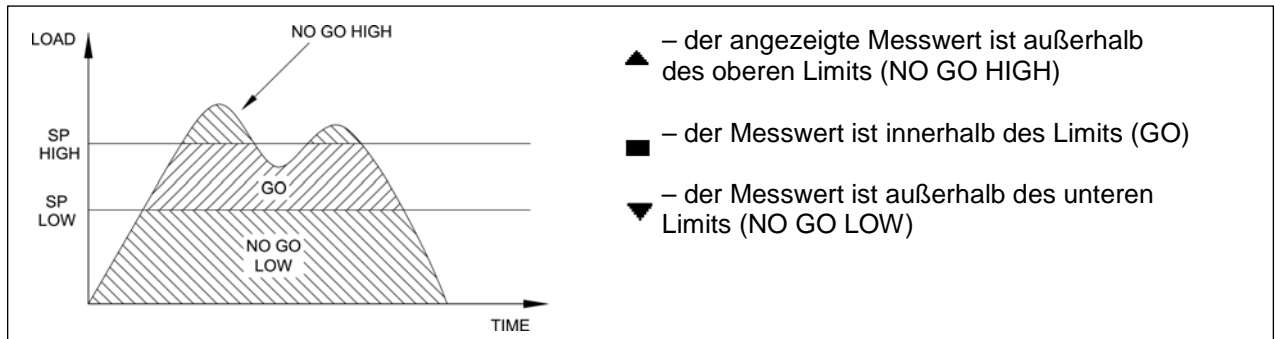 LOAD
NO GO HIGH
SP
HIGH
GO
SP
LOW
NO GO
LOW
TIME
– der angezeigte Messwert ist außerhalb
des oberen Limits (NO GO HIGH)
– der Messwert ist innerhalb des Limits (GO)
– der Messwert ist außerhalb des unteren
Limits (NO GO LOW)